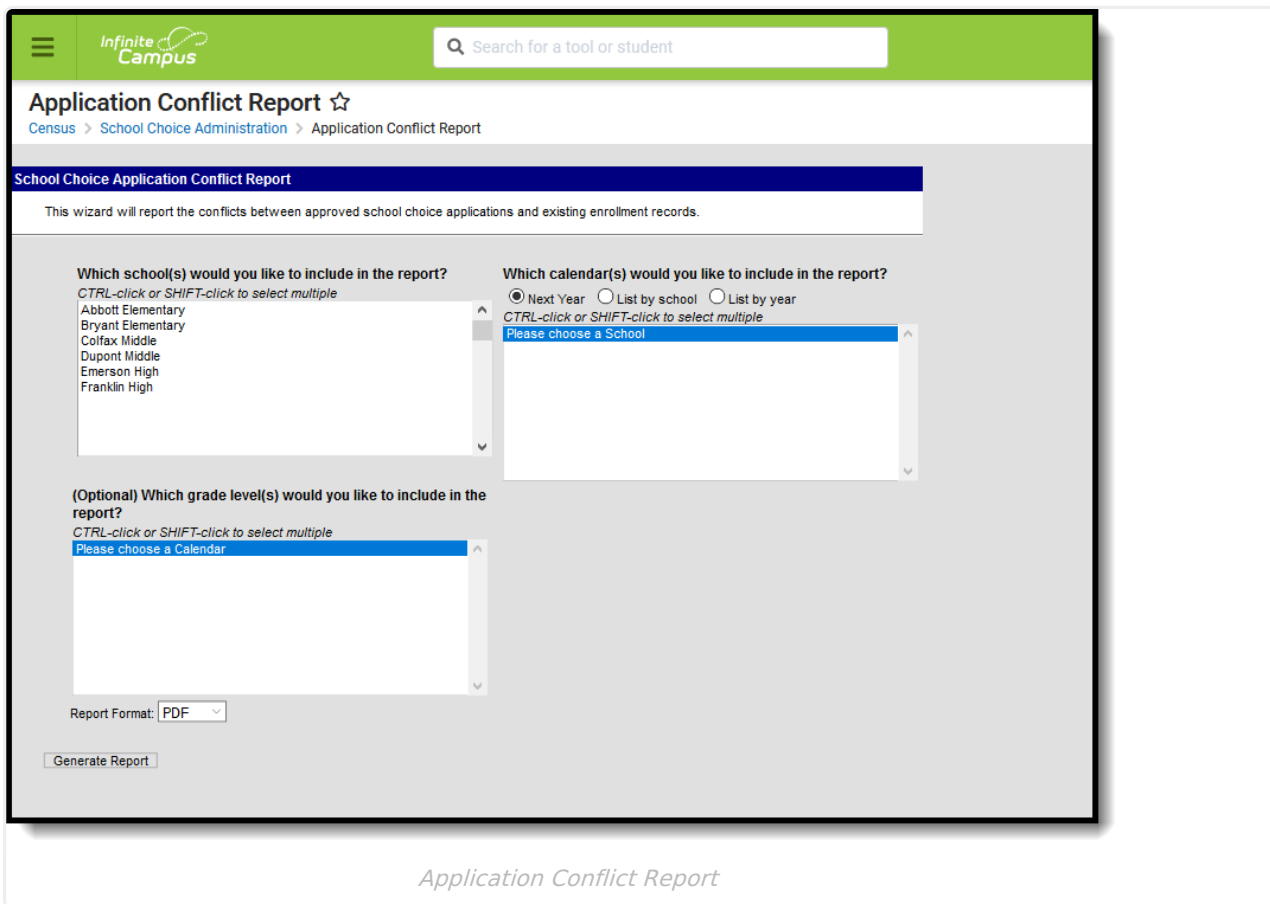 Infinite
Campus
Search for a tool or student
Application Conflict Report
Census > School Choice Administration > Application Conflict Report
School Choice Application Conflict Report
This wizard will report the conflicts between approved school choice applications and existing enrollment records.
Which school(s) would you like to include in the report?
CTRL-click or SHIFT-click to select multiple
Abbott Elementary
Bryant Elementary
Colfax Middle
Dupont Middle
Emerson High
Franklin High
Which calendar(s) would you like to include in the report?
Next Year List by school List by year
CTRL-click or SHIFT-click to select multiple
Please choose a School
(Optional) Which grade level(s) would you like to include in the
report?
CTRL-click or SHIFT-click to select multiple
Please choose a Calendar
Report Format: PDF
Generate Report
Application Conflict Report